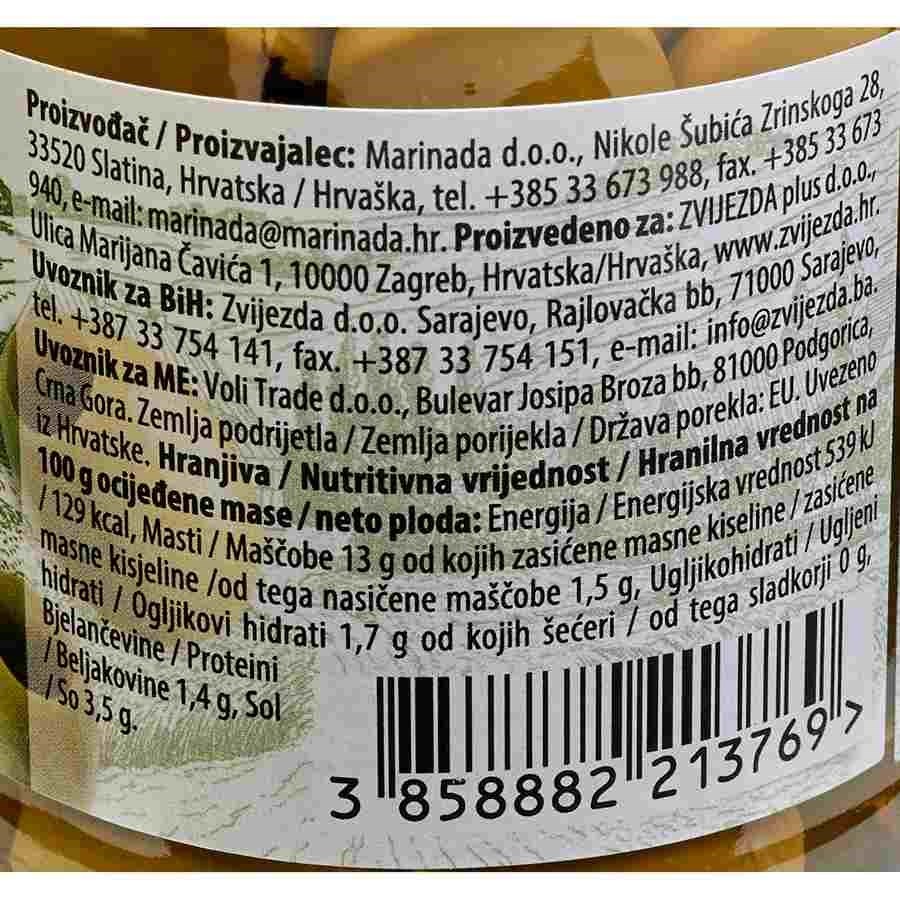 Proizvođač / Proizvajalec: Marinada d.o.o., Nikole Šubića Zrinskoga 28,
33520 Slatina, Hrvatska / Hrvaška, tel. +385 33 673 988, fax. +385 33 673
940, e-mail: marinada@marinada.hr. Proizvedeno za: ZVIJEZDA plus d.o.o.,
Ulica Marijana Čavića 1, 10000 Zagreb, Hrvatska/Hrvaška, www.zvijezda.hr.
Uvoznik za BiH: Zvijezda d.o.o. Sarajevo, Rajlovačka bb, 71000 Sarajevo,
tel. +387 33 754 141, fax. +387 33 754 151, e-mail: info@zvijezda.ba.
Uvoznik za ME: Voli Trade d.o.o., Bulevar Josipa Broza bb, 81000 Podgorica,
Crna Gora. Zemlja podrijetla / Zemlja porijekla / Država porekla: EU. Uvezeno
iz Hrvatske. Hranjiva / Nutritivna vrijednost / Hranilna vrednost na
100 g ocijeđene mase / neto ploda: Energija / Energijska vrednost 539 kJ
/ 129 kcal, Masti / Maščobe 13 g od kojih zasićene masne kiseline / zasićene
masne kisjeline /od tega nasičene maščobe 1,5 g, Ugljikohidrati / Ugljeni
hidrati / Ogljikovi hidrati 1,7 g od kojih šećeri / od tega sladkorji 0 g,
Bjelančevine / Proteini
/ Beljakovine 1,4 g, Sol
/ So 3,5 g.
3 858882 213769 >